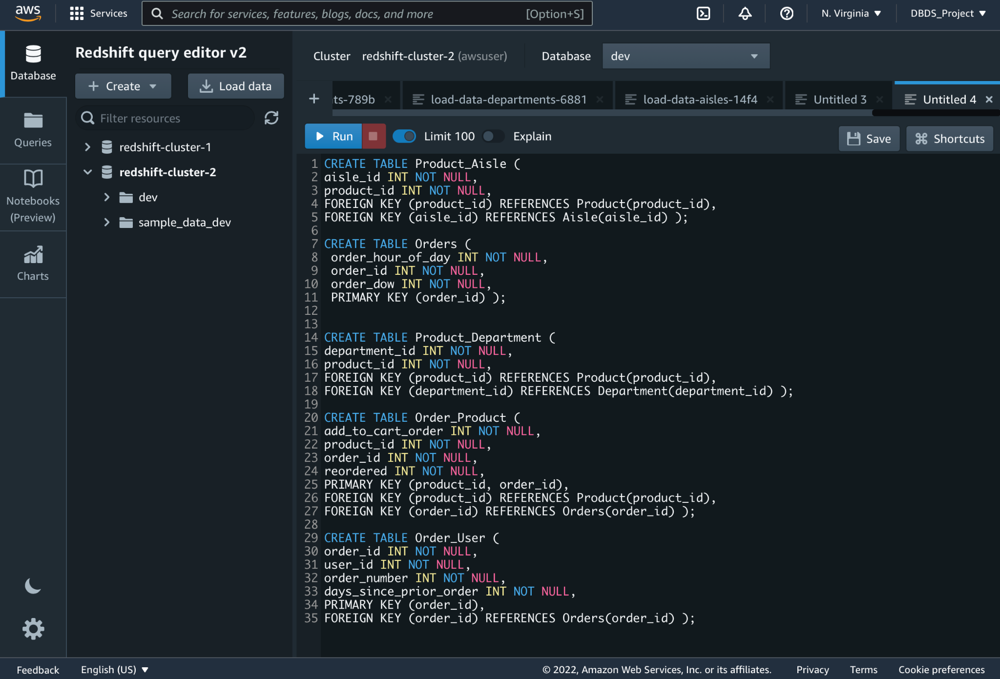 aws
Services
Search for services, features, blogs, docs, and more [Option+S]
N. Virginia ▼
DBDS_Project ▼
Database
Queries
Notebooks
(Preview)
Charts
Redshift query editor v2
+ Create
Load data
Filter resources
redshift-cluster-1
redshift-cluster-2
dev
sample_data_dev
Cluster redshift-cluster-2 (awsuser)
Database dev
+ ts-789b × load-data-departments-6881 × load-data-aisles-14f4 × Untitled 3 × Untitled 4 ×
Run Limit 100 Explain Save Shortcuts
1 CREATE TABLE Product_Aisle (
2 aisle_id INT NOT NULL,
3 product_id INT NOT NULL,
4 FOREIGN KEY (product_id) REFERENCES Product(product_id),
5 FOREIGN KEY (aisle_id) REFERENCES Aisle(aisle_id) );
6
7 CREATE TABLE Orders (
8 order_hour_of_day INT NOT NULL,
9 order_id INT NOT NULL,
10 order_dow INT NOT NULL,
11 PRIMARY KEY (order_id) );
12
13
14 CREATE TABLE Product_Department (
15 department_id INT NOT NULL,
16 product_id INT NOT NULL,
17 FOREIGN KEY (product_id) REFERENCES Product(product_id),
18 FOREIGN KEY (department_id) REFERENCES Department(department_id) );
19
20 CREATE TABLE Order_Product (
21 add_to_cart_order INT NOT NULL,
22 product_id INT NOT NULL,
23 order_id INT NOT NULL,
24 reordered INT NOT NULL,
25 PRIMARY KEY (product_id, order_id),
26 FOREIGN KEY (product_id) REFERENCES Product(product_id),
27 FOREIGN KEY (order_id) REFERENCES Orders(order_id) );
28
29 CREATE TABLE Order_User (
30 order_id INT NOT NULL,
31 user_id INT NOT NULL,
32 order_number INT NOT NULL,
33 days_since_prior_order INT NOT NULL,
34 PRIMARY KEY (order_id),
35 FOREIGN KEY (order_id) REFERENCES Orders(order_id) );
Feedback English (US) ▼ © 2022, Amazon Web Services, Inc. or its affiliates. Privacy Terms Cookie preferences